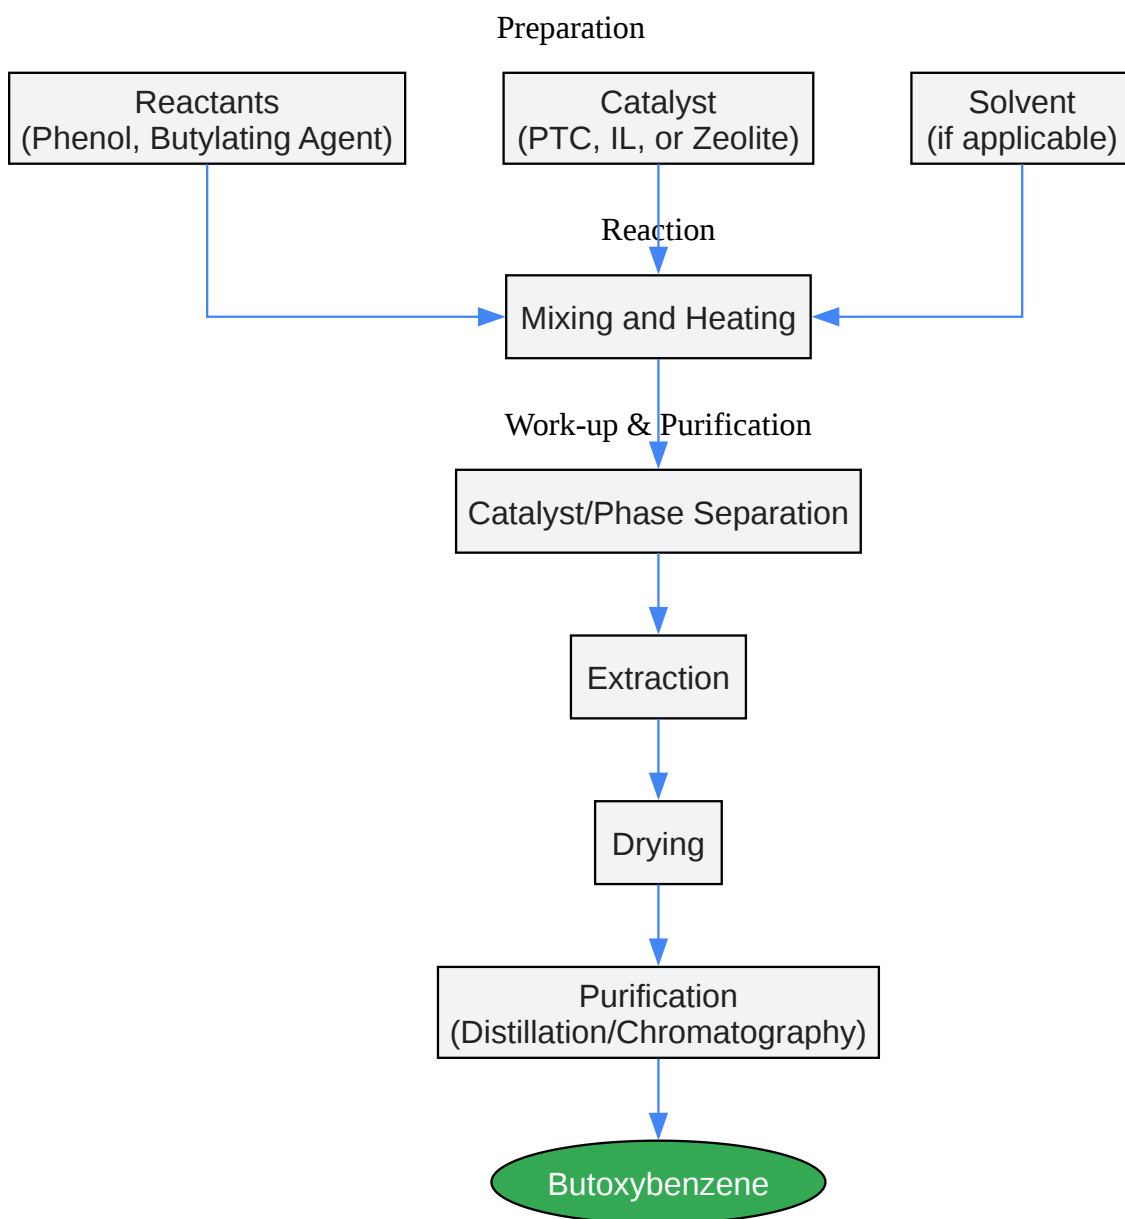 Preparation
Reactants
(Phenol, Butylating Agent)
Catalyst
(PTC, IL, or Zeolite)
Solvent
(if applicable)
Reaction
Mixing and Heating
Work-up & Purification
Catalyst/Phase Separation
Extraction
Drying
Purification
(Distillation/Chromatography)
Butoxybenzene